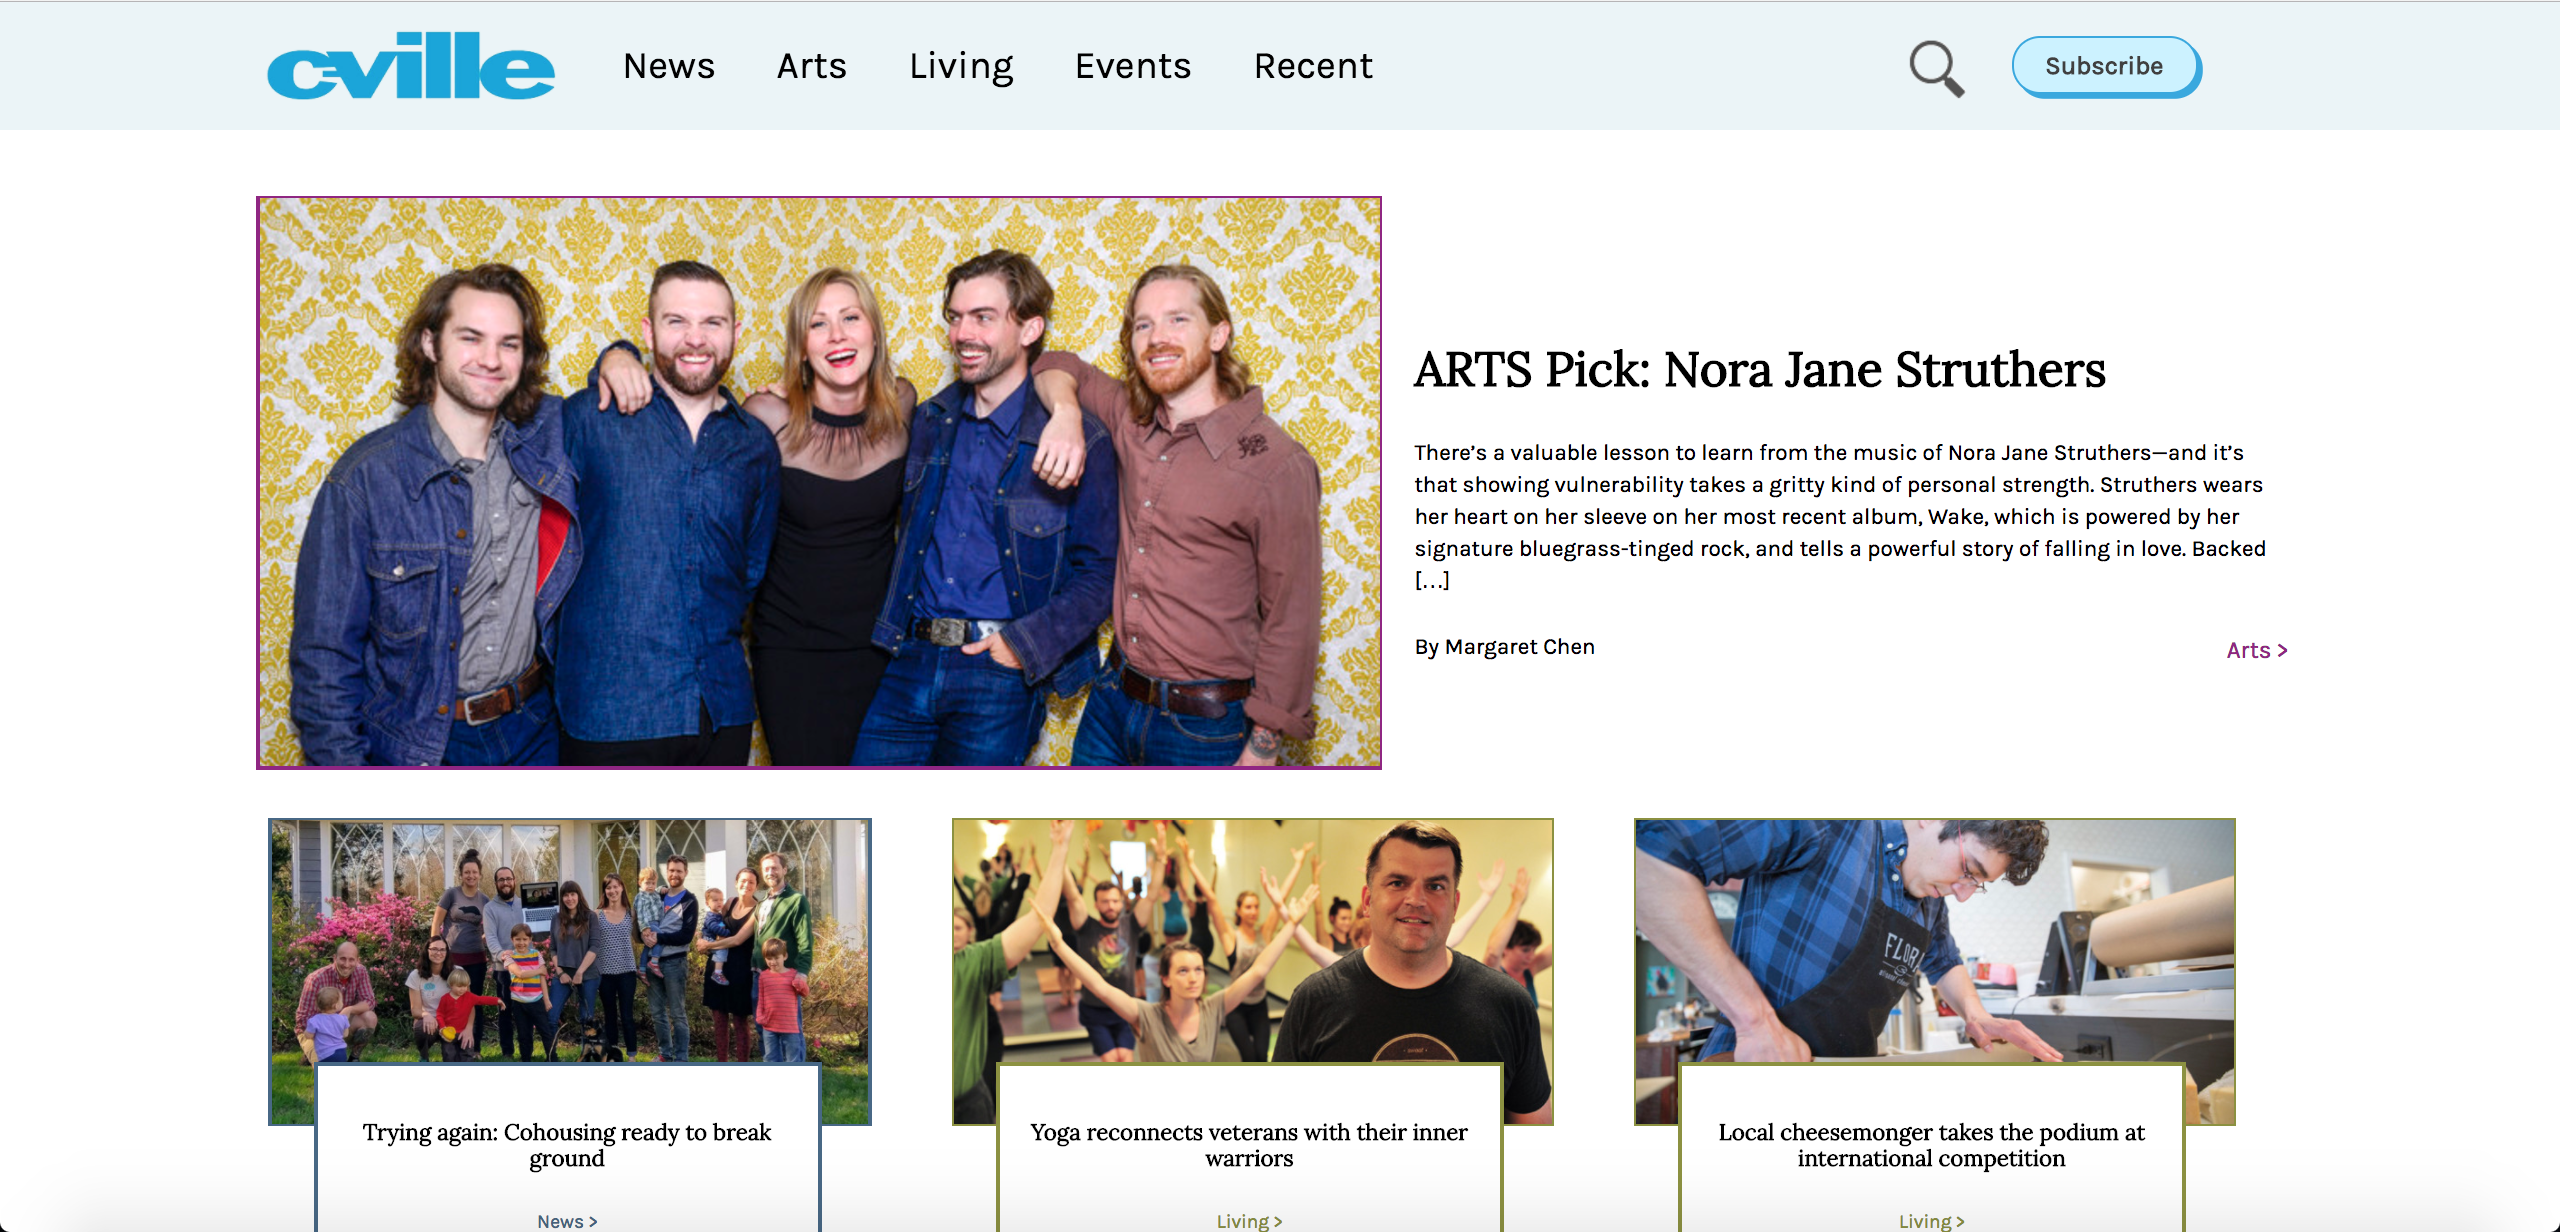 cville
News
Arts
Living
Events
Recent
Subscribe
ARTS Pick: Nora Jane Struthers
There’s a valuable lesson to learn from the music of Nora Jane Struthers—and it’s
that showing vulnerability takes a gritty kind of personal strength. Struthers wears
her heart on her sleeve on her most recent album, Wake, which is powered by her
signature bluegrass-tinged rock, and tells a powerful story of falling in love. Backed
[…]
By Margaret Chen
Arts >
Trying again: Cohousing ready to break
ground
News >
Yoga reconnects veterans with their inner
warriors
Living >
FLOR
Local cheesemonger takes the podium at
international competition
Living >